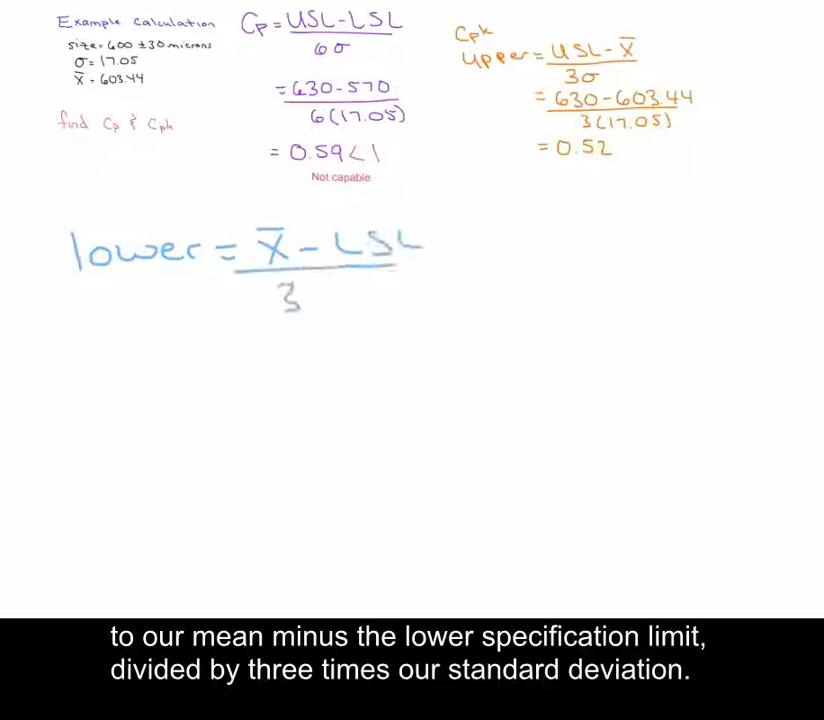 Example Calculation
size: 600 ±30 microns
σ = 17.05
x̄ = 603.44
find Cp & Cpk
Cp = USL-LSL
6σ
= 630-570
6(17.05)
= 0.59 < 1
Not capable
Cpk
upper = USL - x̄
3σ
= 630-603.44
3(17.05)
= 0.52
lower = x̄ - LSL
3
to our mean minus the lower specification limit,
divided by three times our standard deviation.